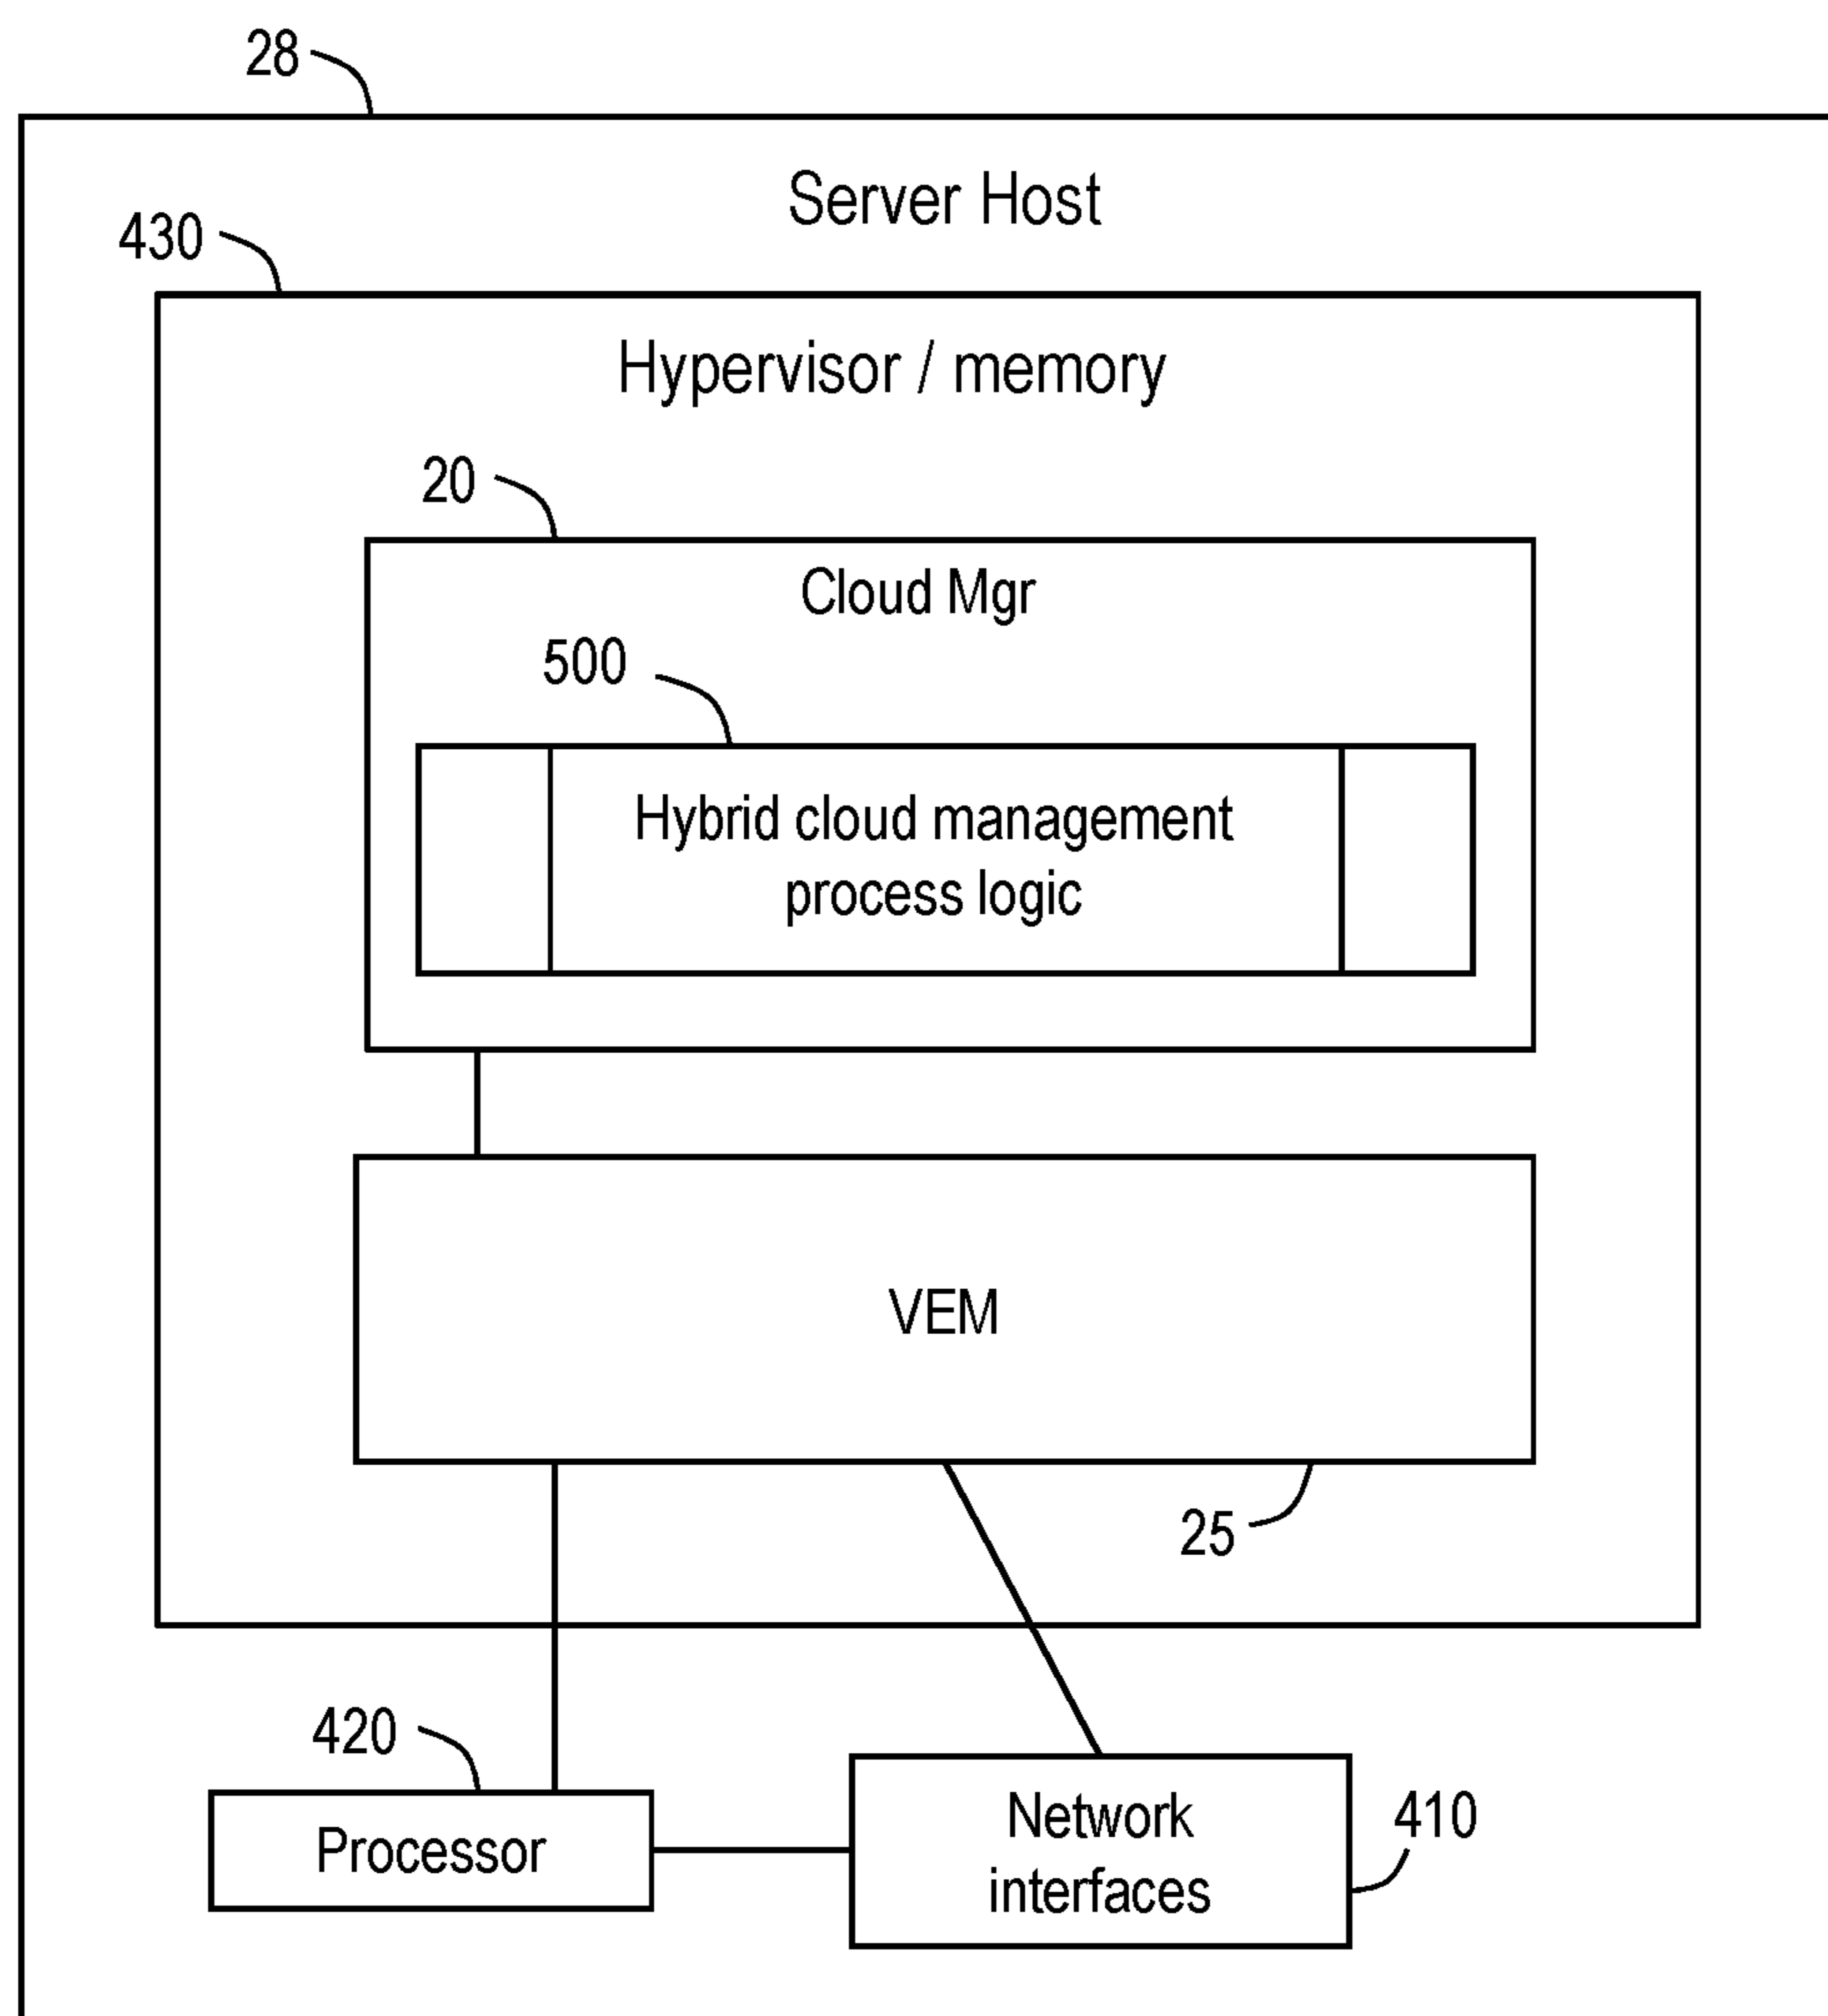 28
Server Host
430
Hypervisor / memory
20
Cloud Mgr
500
Hybrid cloud management
process logic
VEM
25
420
Processor
Network
interfaces
410